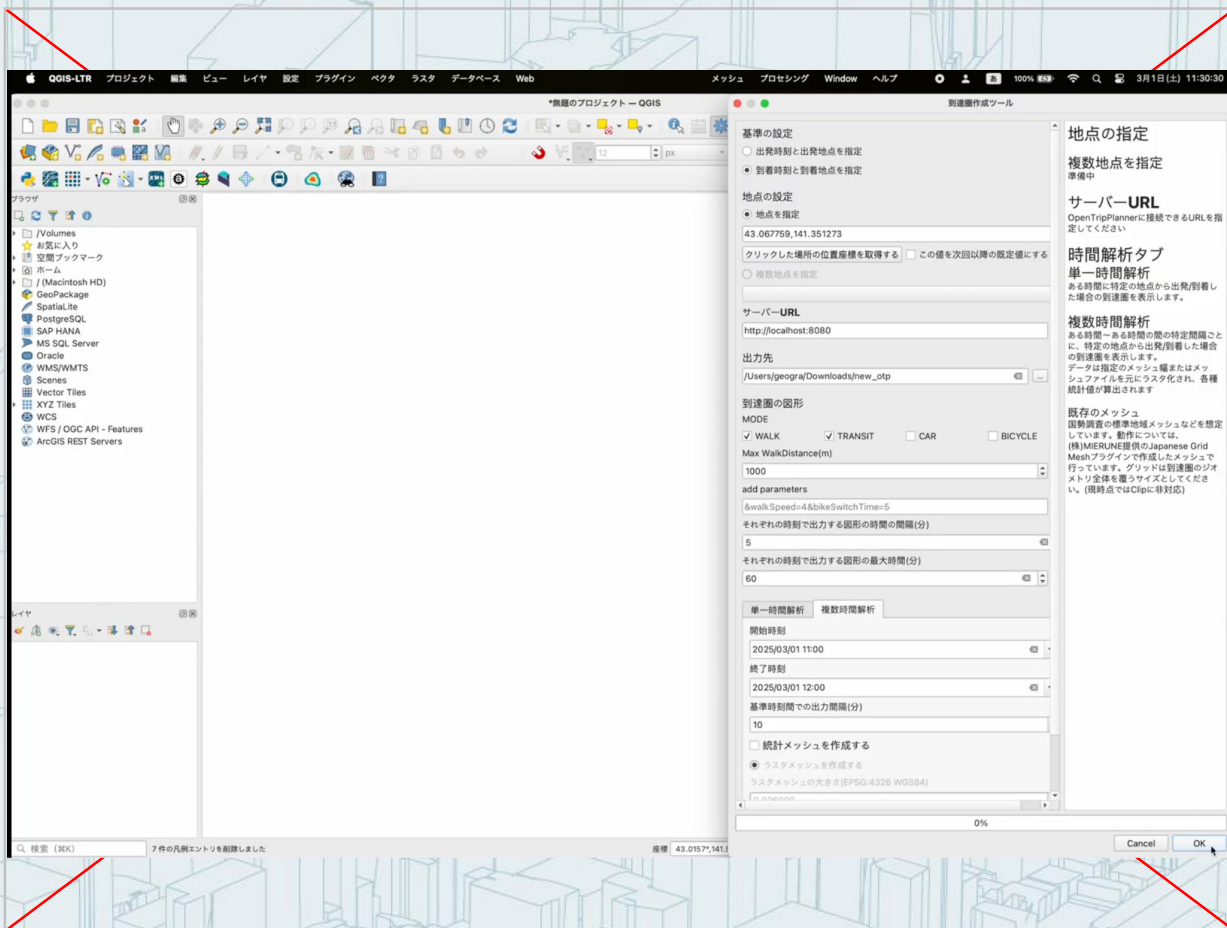 QGIS-LTR プロジェクト 編集 ビュー レイヤ 設定 プラグイン ベクタ ラスタ データベース Web メッシュ プロセシング Window ヘルプ あ 100% 3月1日(土) 11:30:30
*無題のプロジェクト — QGIS
12 px
ブラウザ
/Volumes
お気に入り
空間ブックマーク
ホーム
/ (Macintosh HD)
GeoPackage
SpatiaLite
PostgreSQL
SAP HANA
MS SQL Server
Oracle
WMS/WMTS
Scenes
Vector Tiles
XYZ Tiles
WCS
WFS / OGC API - Features
ArcGIS REST Servers
レイヤ
検索 (⌘K) 7 件の凡例エントリを削除しました 座標 43.0157°,141.
到達圏作成ツール
基準の設定
出発時刻と出発地点を指定
到着時刻と到着地点を指定
地点の設定
地点を指定
43.067759,141.351273
クリックした場所の位置座標を取得する この値を次回以降の既定値にする
複数地点を指定
サーバーURL
http://localhost:8080
出力先
/Users/geogra/Downloads/new_otp ...
到達圏の図形
MODE
WALK TRANSIT CAR BICYCLE
Max WalkDistance(m)
1000
add parameters
&walkSpeed=4&bikeSwitchTime=5
それぞれの時刻で出力する図形の時間の間隔(分)
5
それぞれの時刻で出力する図形の最大時間(分)
60
単一時間解析 複数時間解析
開始時刻
2025/03/01 11:00
終了時刻
2025/03/01 12:00
基準時刻間での出力間隔(分)
10
統計メッシュを作成する
ラスタメッシュを作成する
ラスタメッシュの大きさ(EPSG:4326 WGS84)
0%
Cancel OK
地点の指定
複数地点を指定
準備中
サーバーURL
OpenTripPlannerに接続できるURLを指
定してください
時間解析タブ
単一時間解析
ある時間に特定の地点から出発/到着し
た場合の到達圏を表示します。
複数時間解析
ある時間～ある時間の間の特定間隔ごと
に、特定の地点から出発/到着した場合
の到達圏を表示します。
データは指定のメッシュ幅またはメッ
シュファイルを元にラスタ化され、各種
統計値が算出されます
既存のメッシュ
国勢調査の標準地域メッシュなどを想定
しています。動作については、
(株)MIERUNE提供のJapanese Grid
Meshプラグインで作成したメッシュで
行っています。グリッドは到達圏のジオ
メトリ全体を覆うサイズとしてくださ
い。(現時点ではClipに非対応)